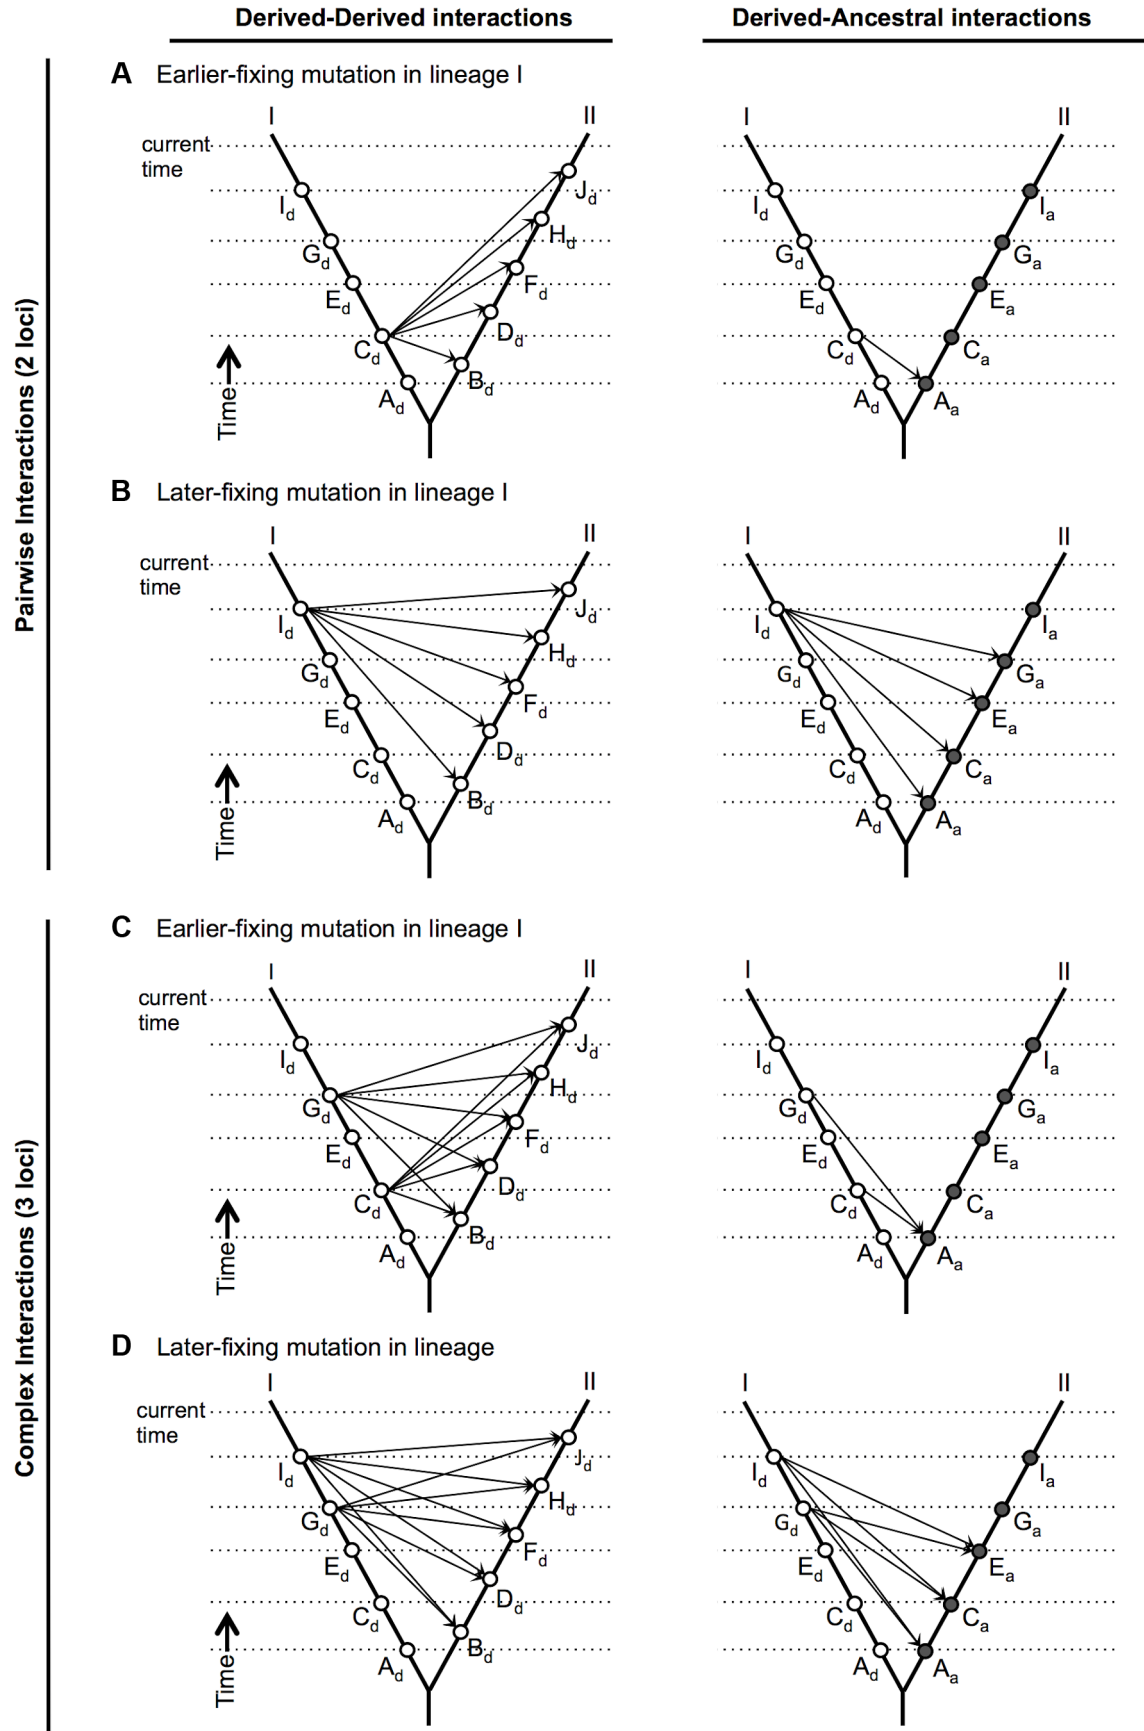 Derived-Derived interactions
Derived-Ancestral interactions
Pairwise Interactions (2 loci)
A Earlier-fixing mutation in lineage I
I
II
current
time
Id
Gd
Ed
Cd
Ad
Jd
Hd
Fd
Dd
Bd
Time
I
II
Id
Gd
Ed
Cd
Ad
Ia
Ga
Ea
Ca
Aa
B Later-fixing mutation in lineage I
I
II
current
time
Id
Gd
Ed
Cd
Ad
Jd
Hd
Fd
Dd
Bd
Time
I
II
Id
Gd
Ed
Cd
Ad
Ia
Ga
Ea
Ca
Aa
Complex Interactions (3 loci)
C Earlier-fixing mutation in lineage I
I
II
current
time
Id
Gd
Ed
Cd
Ad
Jd
Hd
Fd
Dd
Bd
Time
I
II
Id
Gd
Ed
Cd
Ad
Ia
Ga
Ea
Ca
Aa
D Later-fixing mutation in lineage
I
II
current
time
Id
Gd
Ed
Cd
Ad
Jd
Hd
Fd
Dd
Bd
Time
I
II
Id
Gd
Ed
Cd
Ad
Ia
Ga
Ea
Ca
Aa